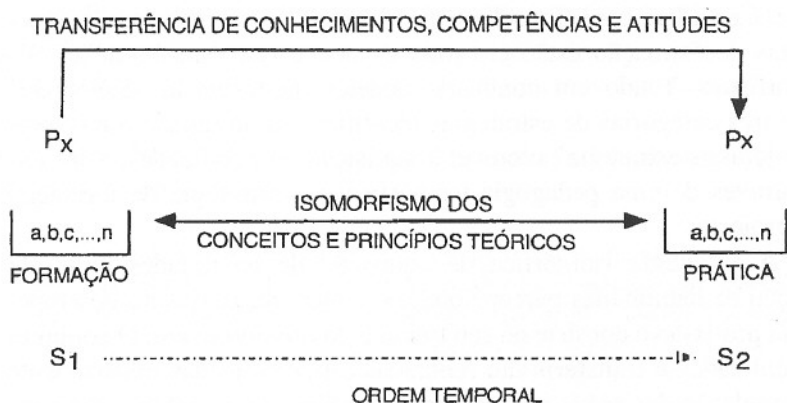 TRANSFERÊNCIA DE CONHECIMENTOS, COMPETÊNCIAS E ATITUDES
Px Px
ISOMORFISMO DOS
a,b,c,...,n a,b,c,...,n
CONCEITOS E PRINCÍPIOS TEÓRICOS
FORMAÇÃO PRÁTICA
S1 S2
ORDEM TEMPORAL